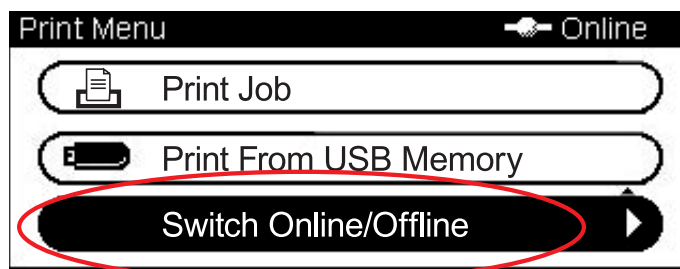 Print Menu Online
Print Job
Print From USB Memory
Switch Online/Offline